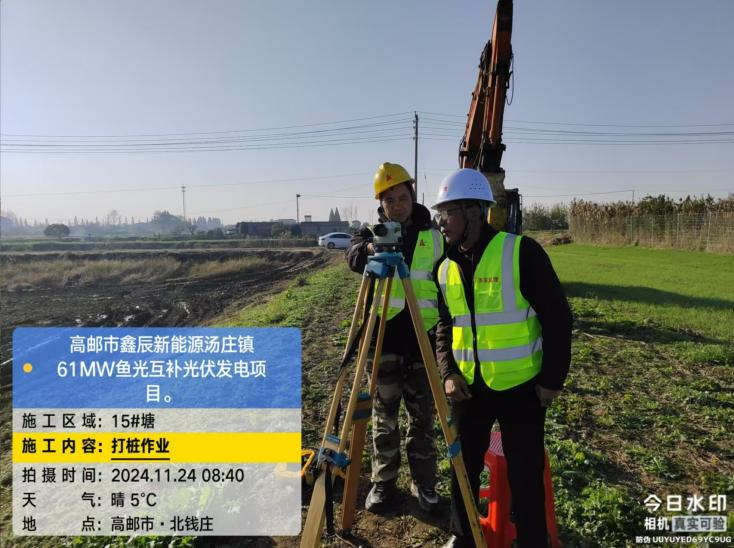 高邮市鑫辰新能源汤庄镇
61MW鱼光互补光伏发电项
目。
施工区域: 15#塘
施工内容: 打桩作业
拍摄时间: 2024.11.24 08:40
天气: 晴 5℃
地点: 高邮市·北钱庄
今日水印
相机 真实可验
防伪 U0YUYED69YC9UG